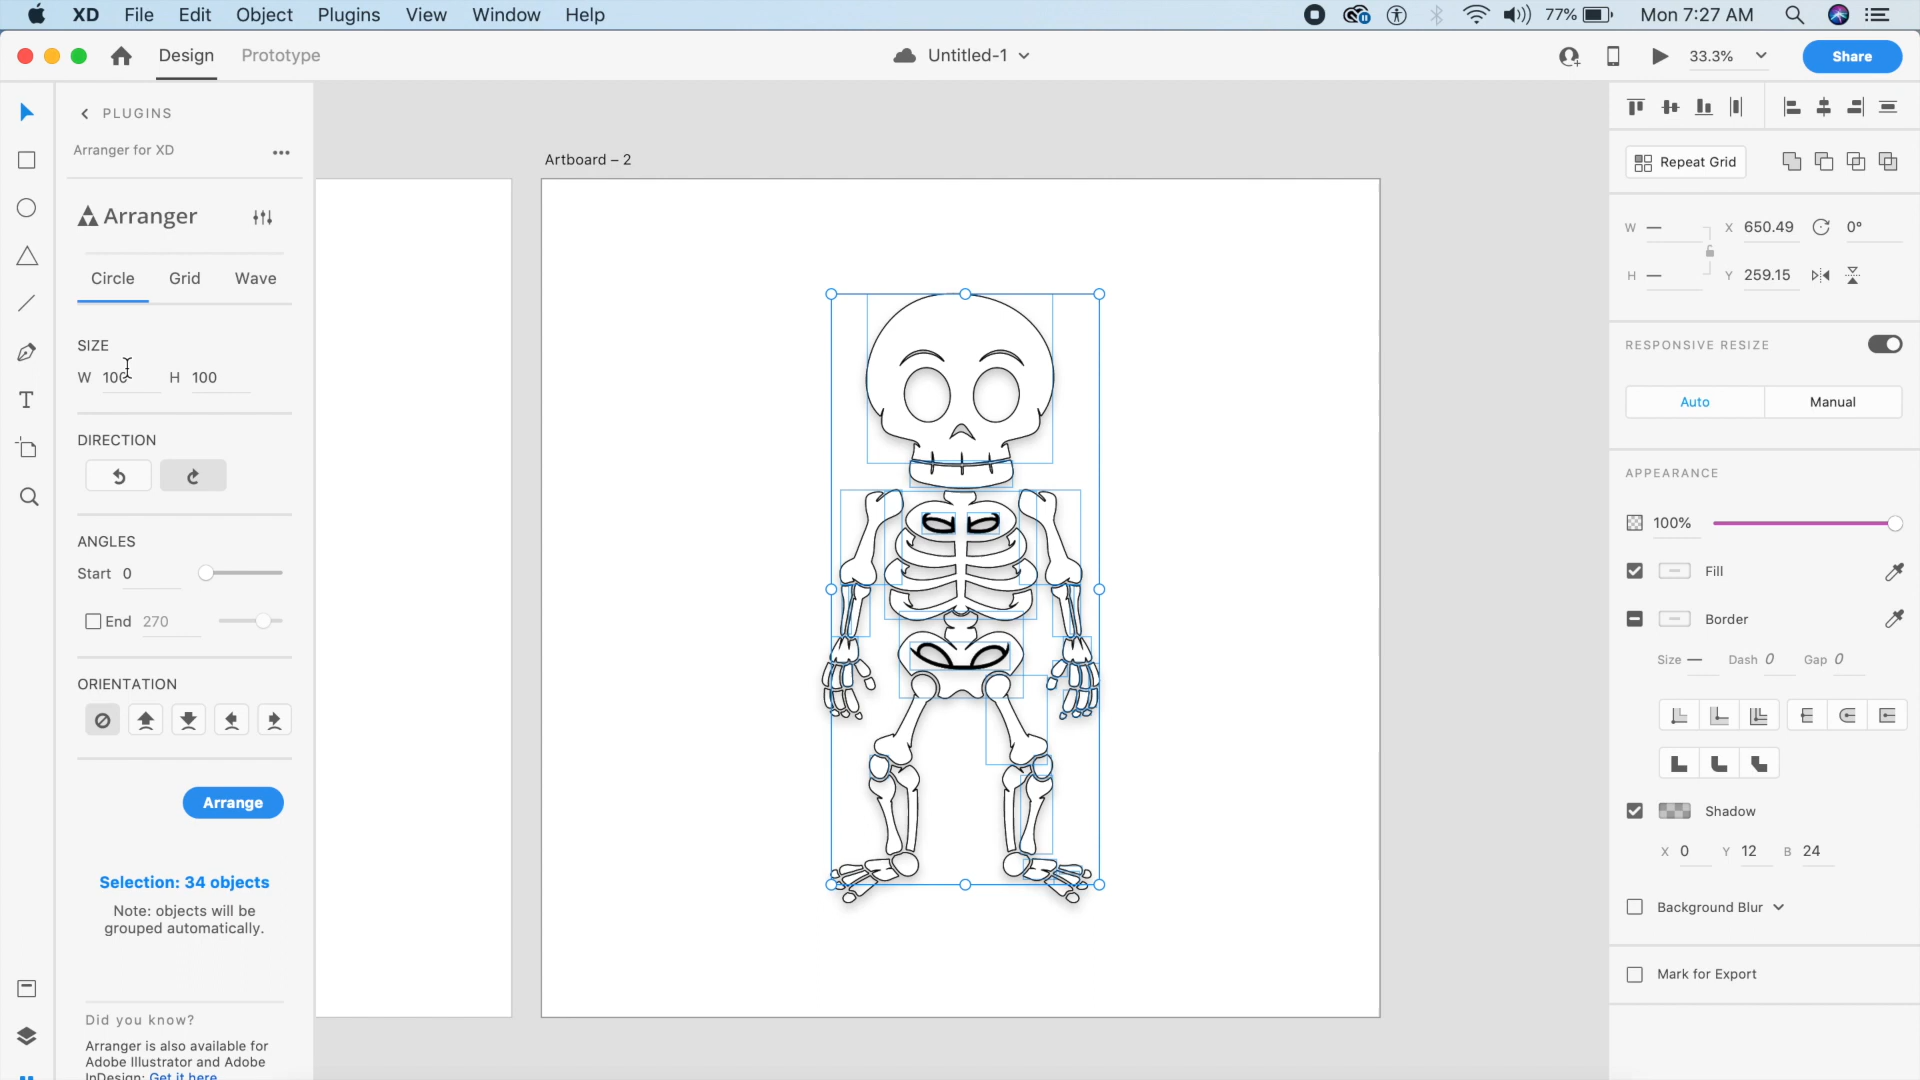 XD File Edit Object Plugins View Window Help 77% Mon 7:27 AM
Design Prototype Untitled-1 33.3% Share
PLUGINS
Arranger for XD
Arranger
Circle Grid Wave
SIZE
W 100 H 100
DIRECTION
ANGLES
Start 0
End 270
ORIENTATION
Arrange
Selection: 34 objects
Note: objects will be
grouped automatically.
Did you know?
Arranger is also available for
Adobe Illustrator and Adobe
InDesign: Get it here
Artboard – 2
Repeat Grid
W — X 650.49 0°
H — Y 259.15
RESPONSIVE RESIZE
Auto Manual
APPEARANCE
100%
Fill
Border
Size — Dash 0 Gap 0
Shadow
X 0 Y 12 B 24
Background Blur
Mark for Export